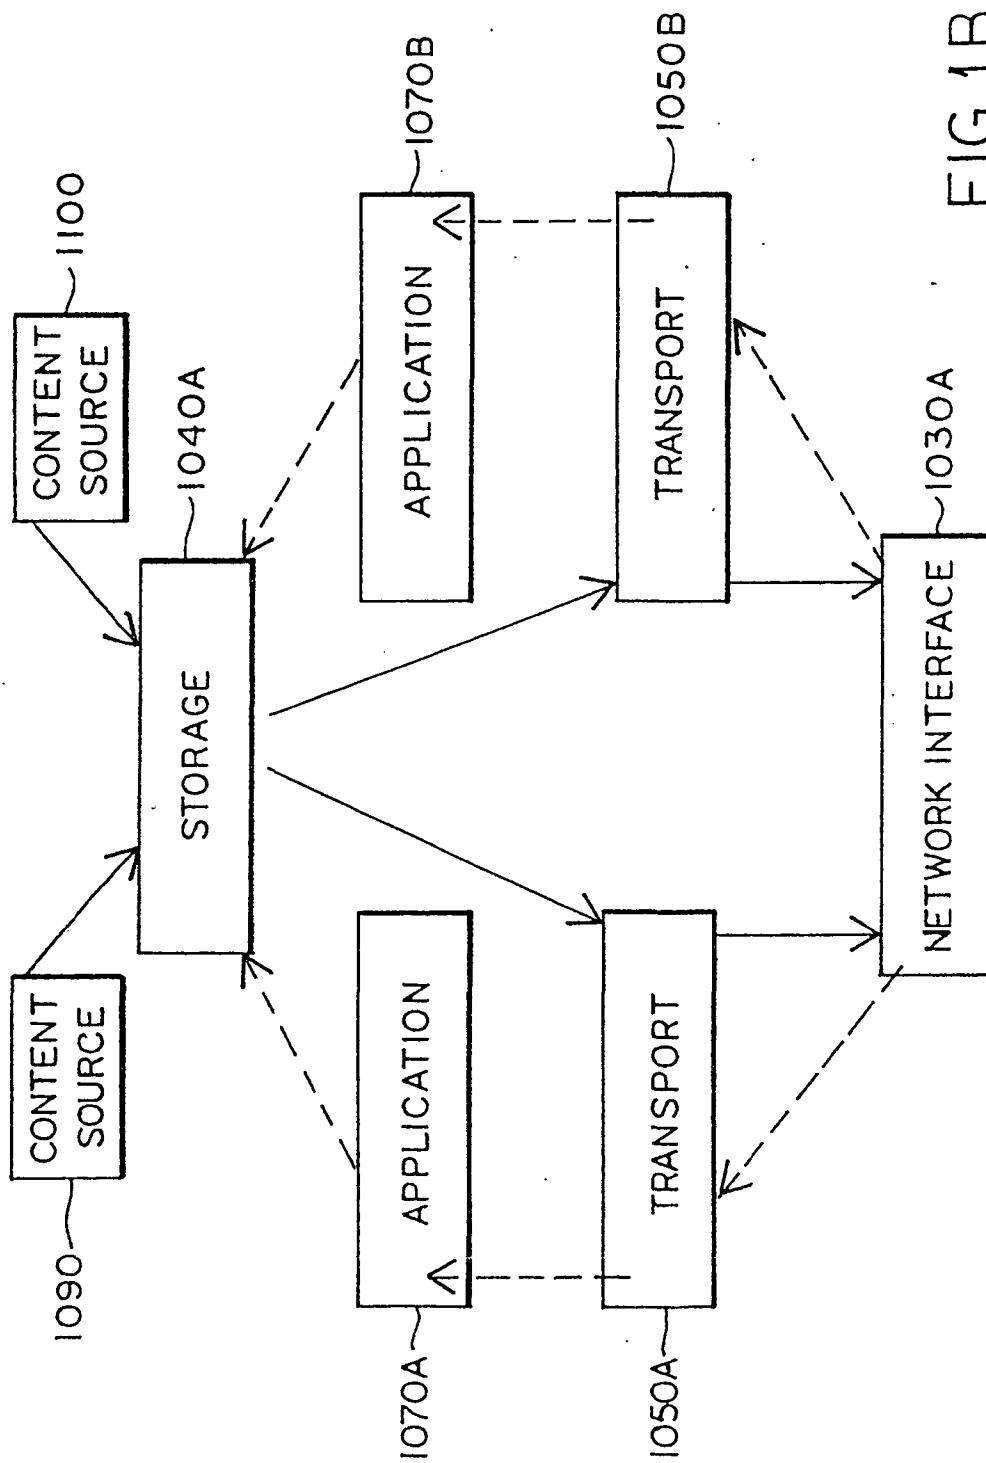 1090
CONTENT
SOURCE
CONTENT
SOURCE
1100
STORAGE
1040A
1070A
APPLICATION
APPLICATION
1070B
1050A
TRANSPORT
TRANSPORT
1050B
NETWORK INTERFACE
1030A
FIG. 1B